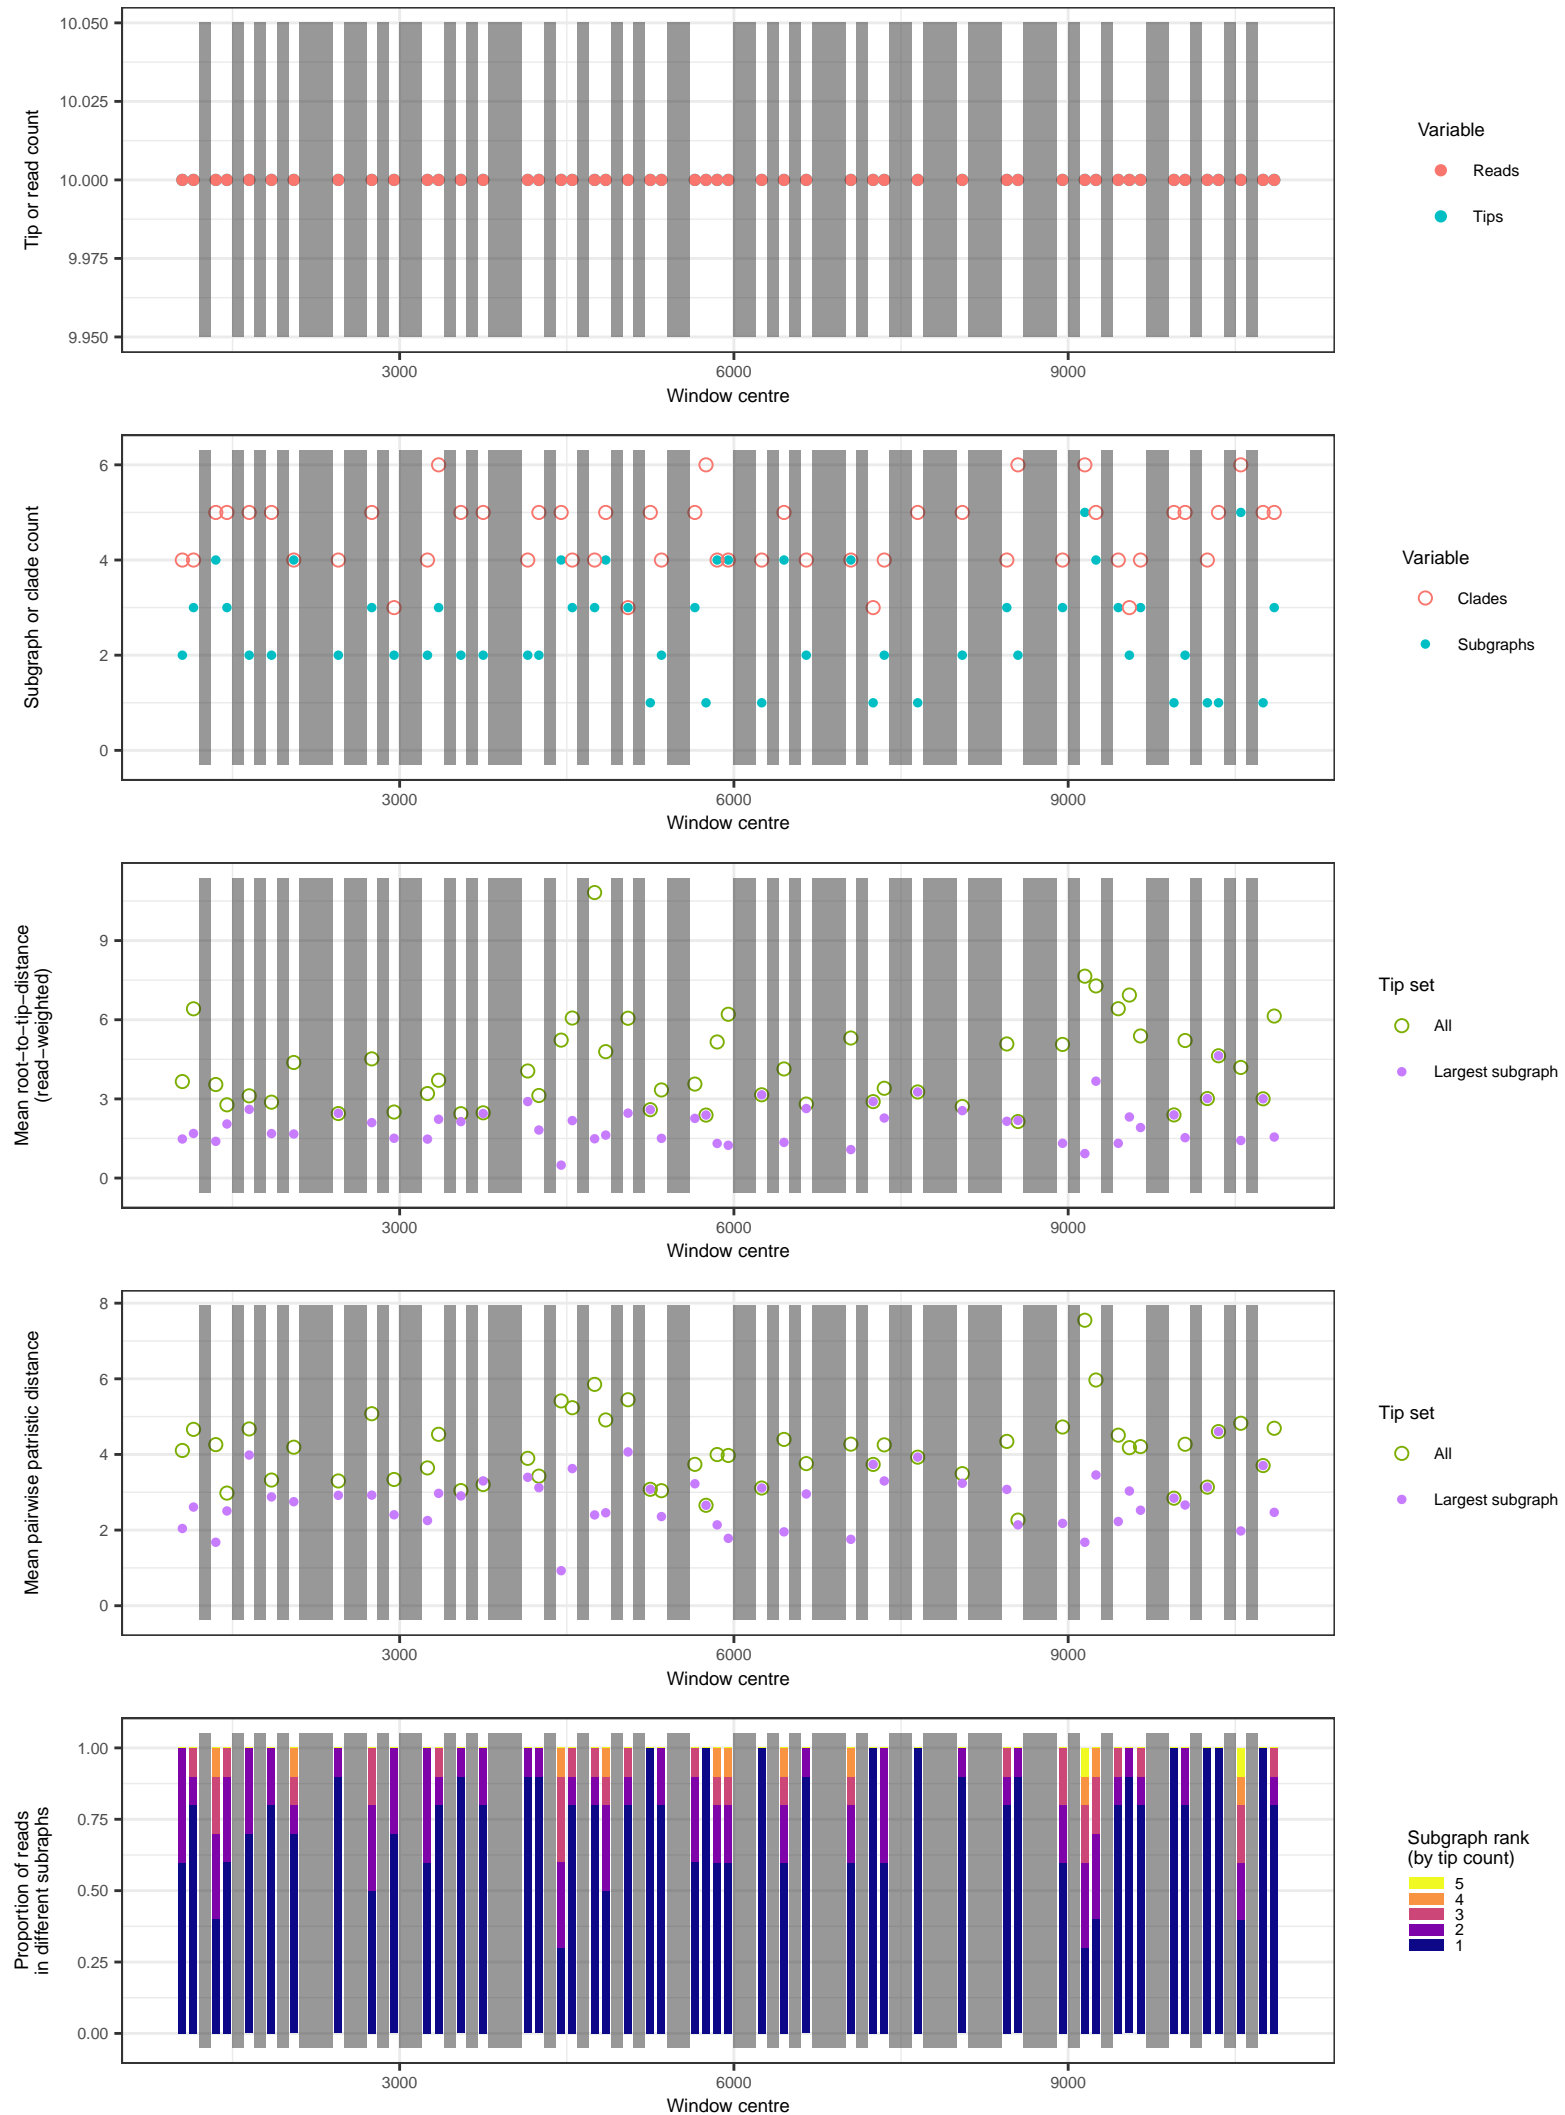 10.050
10.025
10.000
9.975
9.950
Tip or read count
3000
6000
9000
Window centre
Variable
Reads
Tips
6
4
2
0
Subgraph or clade count
3000
6000
9000
Window centre
Variable
Clades
Subgraphs
9
6
3
0
Mean root−to−tip−distance
(read−weighted)
3000
6000
9000
Window centre
Tip set
All
Largest subgraph
8
6
4
2
0
Mean pairwise patristic distance
3000
6000
9000
Window centre
Tip set
All
Largest subgraph
1.00
0.75
0.50
0.25
0.00
Proportion of reads
in different subraphs
3000
6000
9000
Window centre
Subgraph rank
(by tip count)
5
4
3
2
1